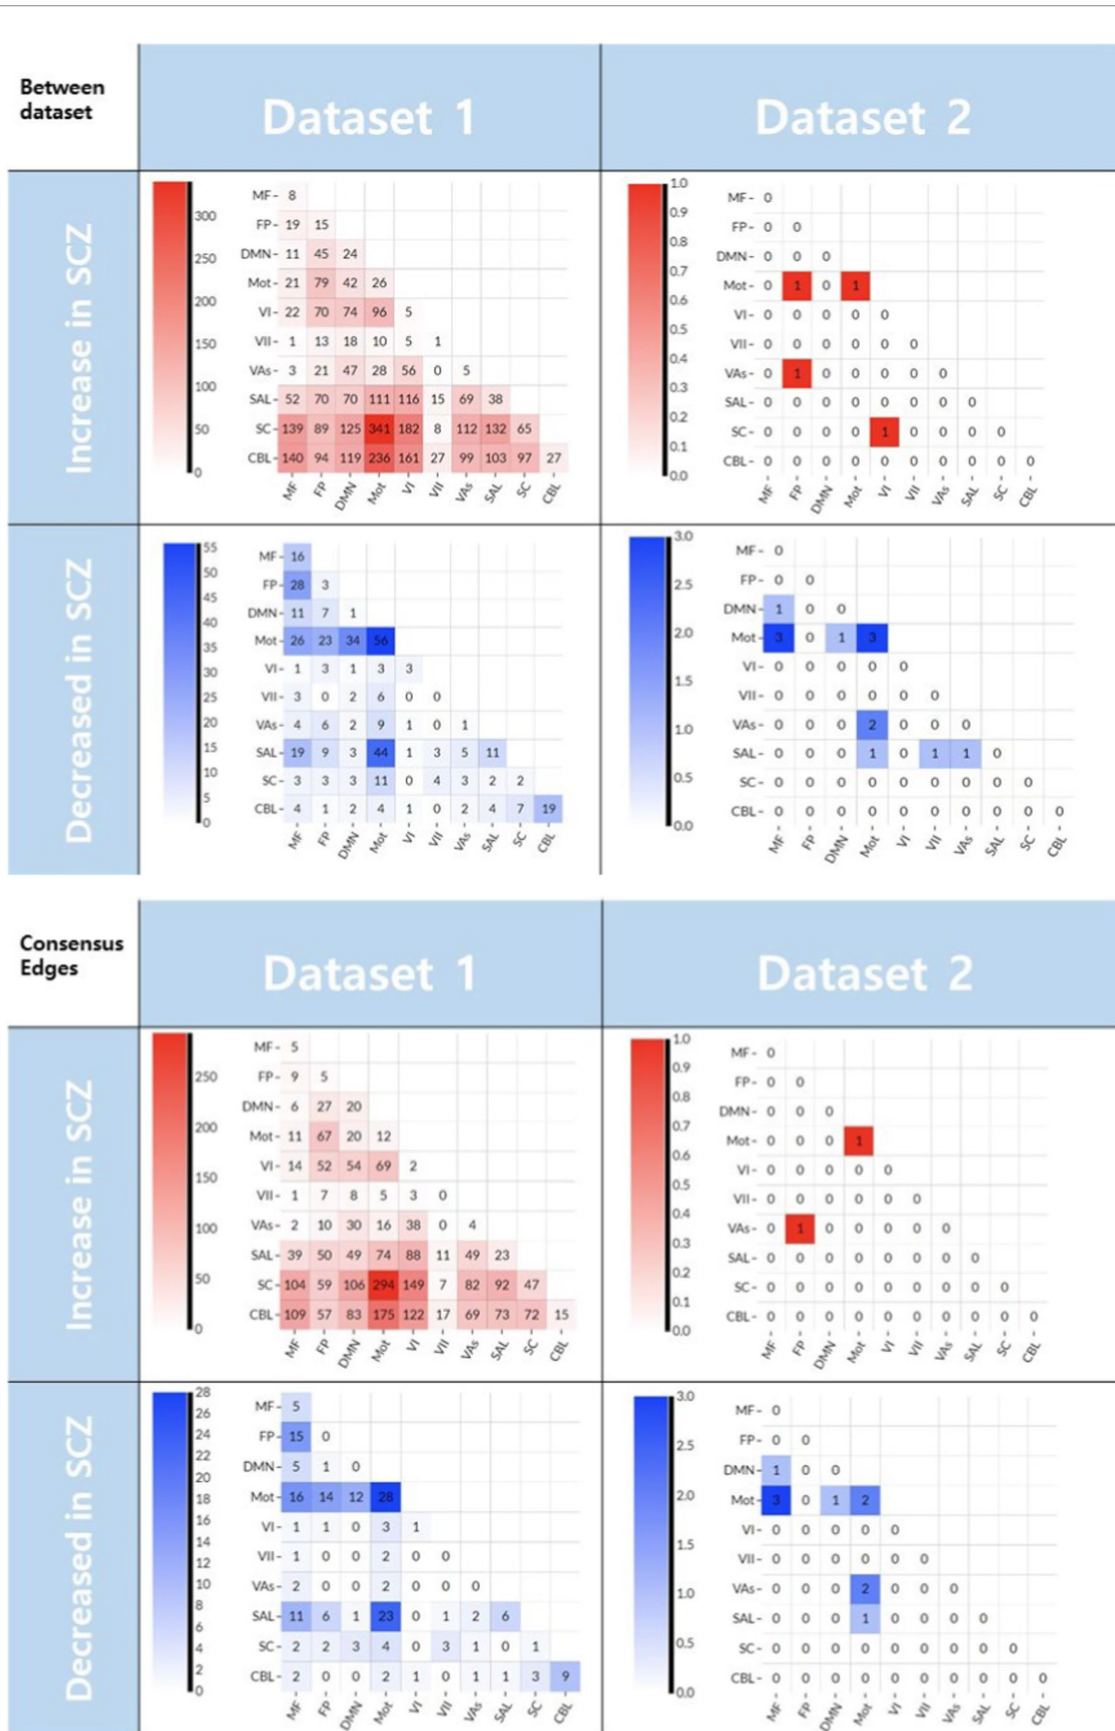 Between
dataset
Dataset 1
Dataset 2
Increase in SCZ
300
250
200
150
100
50
0
MF- 8
FP- 19 15
DMN- 11 45 24
Mot- 21 79 42 26
VI- 22 70 74 96 5
VII- 1 13 18 10 5 1
VAs- 3 21 47 28 56 0 5
SAL- 52 70 70 111 116 15 69 38
SC- 139 89 125 341 182 8 112 132 65
CBL- 140 94 119 236 161 27 99 103 97 27
MF FP DMN Mot VI VII VAs SAL SC CBL
1.0
0.9
0.8
0.7
0.6
0.5
0.4
0.3
0.2
0.1
0.0
MF- 0
FP- 0 0
DMN- 0 0 0
Mot- 0 1 0 1
VI- 0 0 0 0 0
VII- 0 0 0 0 0 0
VAs- 0 1 0 0 0 0 0
SAL- 0 0 0 0 0 0 0 0
SC- 0 0 0 0 1 0 0 0 0
CBL- 0 0 0 0 0 0 0 0 0 0
MF FP DMN Mot VI VII VAs SAL SC CBL
Decreased in SCZ
55
50
45
40
35
30
25
20
15
10
5
0
MF- 16
FP- 28 3
DMN- 11 7 1
Mot- 26 23 34 56
VI- 1 3 1 3 3
VII- 3 0 2 6 0 0
VAs- 4 6 2 9 1 0 1
SAL- 19 9 3 44 1 3 5 11
SC- 3 3 3 11 0 4 3 2 2
CBL- 4 1 2 4 1 0 2 4 7 19
MF FP DMN Mot VI VII VAs SAL SC CBL
3.0
2.5
2.0
1.5
1.0
0.5
0.0
MF- 0
FP- 0 0
DMN- 1 0 0
Mot- 3 0 1 3
VI- 0 0 0 0 0
VII- 0 0 0 0 0 0
VAs- 0 0 0 2 0 0 0
SAL- 0 0 0 1 0 1 1 0
SC- 0 0 0 0 0 0 0 0 0
CBL- 0 0 0 0 0 0 0 0 0 0
MF FP DMN Mot VI VII VAs SAL SC CBL
Consensus
Edges
Dataset 1
Dataset 2
Increase in SCZ
250
200
150
100
50
0
MF- 5
FP- 9 5
DMN- 6 27 20
Mot- 11 67 20 12
VI- 14 52 54 69 2
VII- 1 7 8 5 3 0
VAs- 2 10 30 16 38 0 4
SAL- 39 50 49 74 88 11 49 23
SC- 104 59 106 294 149 7 82 92 47
CBL- 109 57 83 175 122 17 69 73 72 15
MF FP DMN Mot VI VII VAs SAL SC CBL
1.0
0.9
0.8
0.7
0.6
0.5
0.4
0.3
0.2
0.1
0.0
MF- 0
FP- 0 0
DMN- 0 0 0
Mot- 0 0 0 1
VI- 0 0 0 0 0
VII- 0 0 0 0 0 0
VAs- 0 1 0 0 0 0 0
SAL- 0 0 0 0 0 0 0 0
SC- 0 0 0 0 0 0 0 0 0
CBL- 0 0 0 0 0 0 0 0 0 0
MF FP DMN Mot VI VII VAs SAL SC CBL
Decreased in SCZ
28
26
24
22
20
18
16
14
12
10
8
6
4
2
0
MF- 5
FP- 15 0
DMN- 5 1 0
Mot- 16 14 12 28
VI- 1 1 0 3 1
VII- 1 0 0 2 0 0
VAs- 2 0 0 2 0 0 0
SAL- 11 6 1 23 0 1 2 6
SC- 2 2 3 4 0 3 1 0 1
CBL- 2 0 0 2 1 0 1 1 3 9
MF FP DMN Mot VI VII VAs SAL SC CBL
3.0
2.5
2.0
1.5
1.0
0.5
0.0
MF- 0
FP- 0 0
DMN- 1 0 0
Mot- 3 0 1 2
VI- 0 0 0 0 0
VII- 0 0 0 0 0 0
VAs- 0 0 0 2 0 0 0
SAL- 0 0 0 1 0 0 0 0
SC- 0 0 0 0 0 0 0 0 0
CBL- 0 0 0 0 0 0 0 0 0 0
MF FP DMN Mot VI VII VAs SAL SC CBL